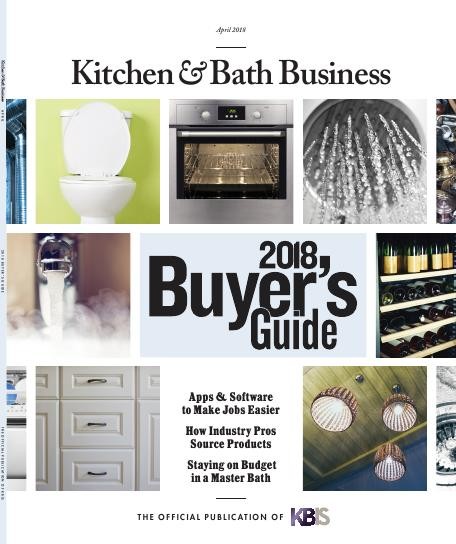 April 2018
Kitchen & Bath Business
2018
Buyer's
Guide
Apps & Software
to Make Jobs Easier
How Industry Pros
Source Products
Staying on Budget
in a Master Bath
THE OFFICIAL PUBLICATION OF KBIS